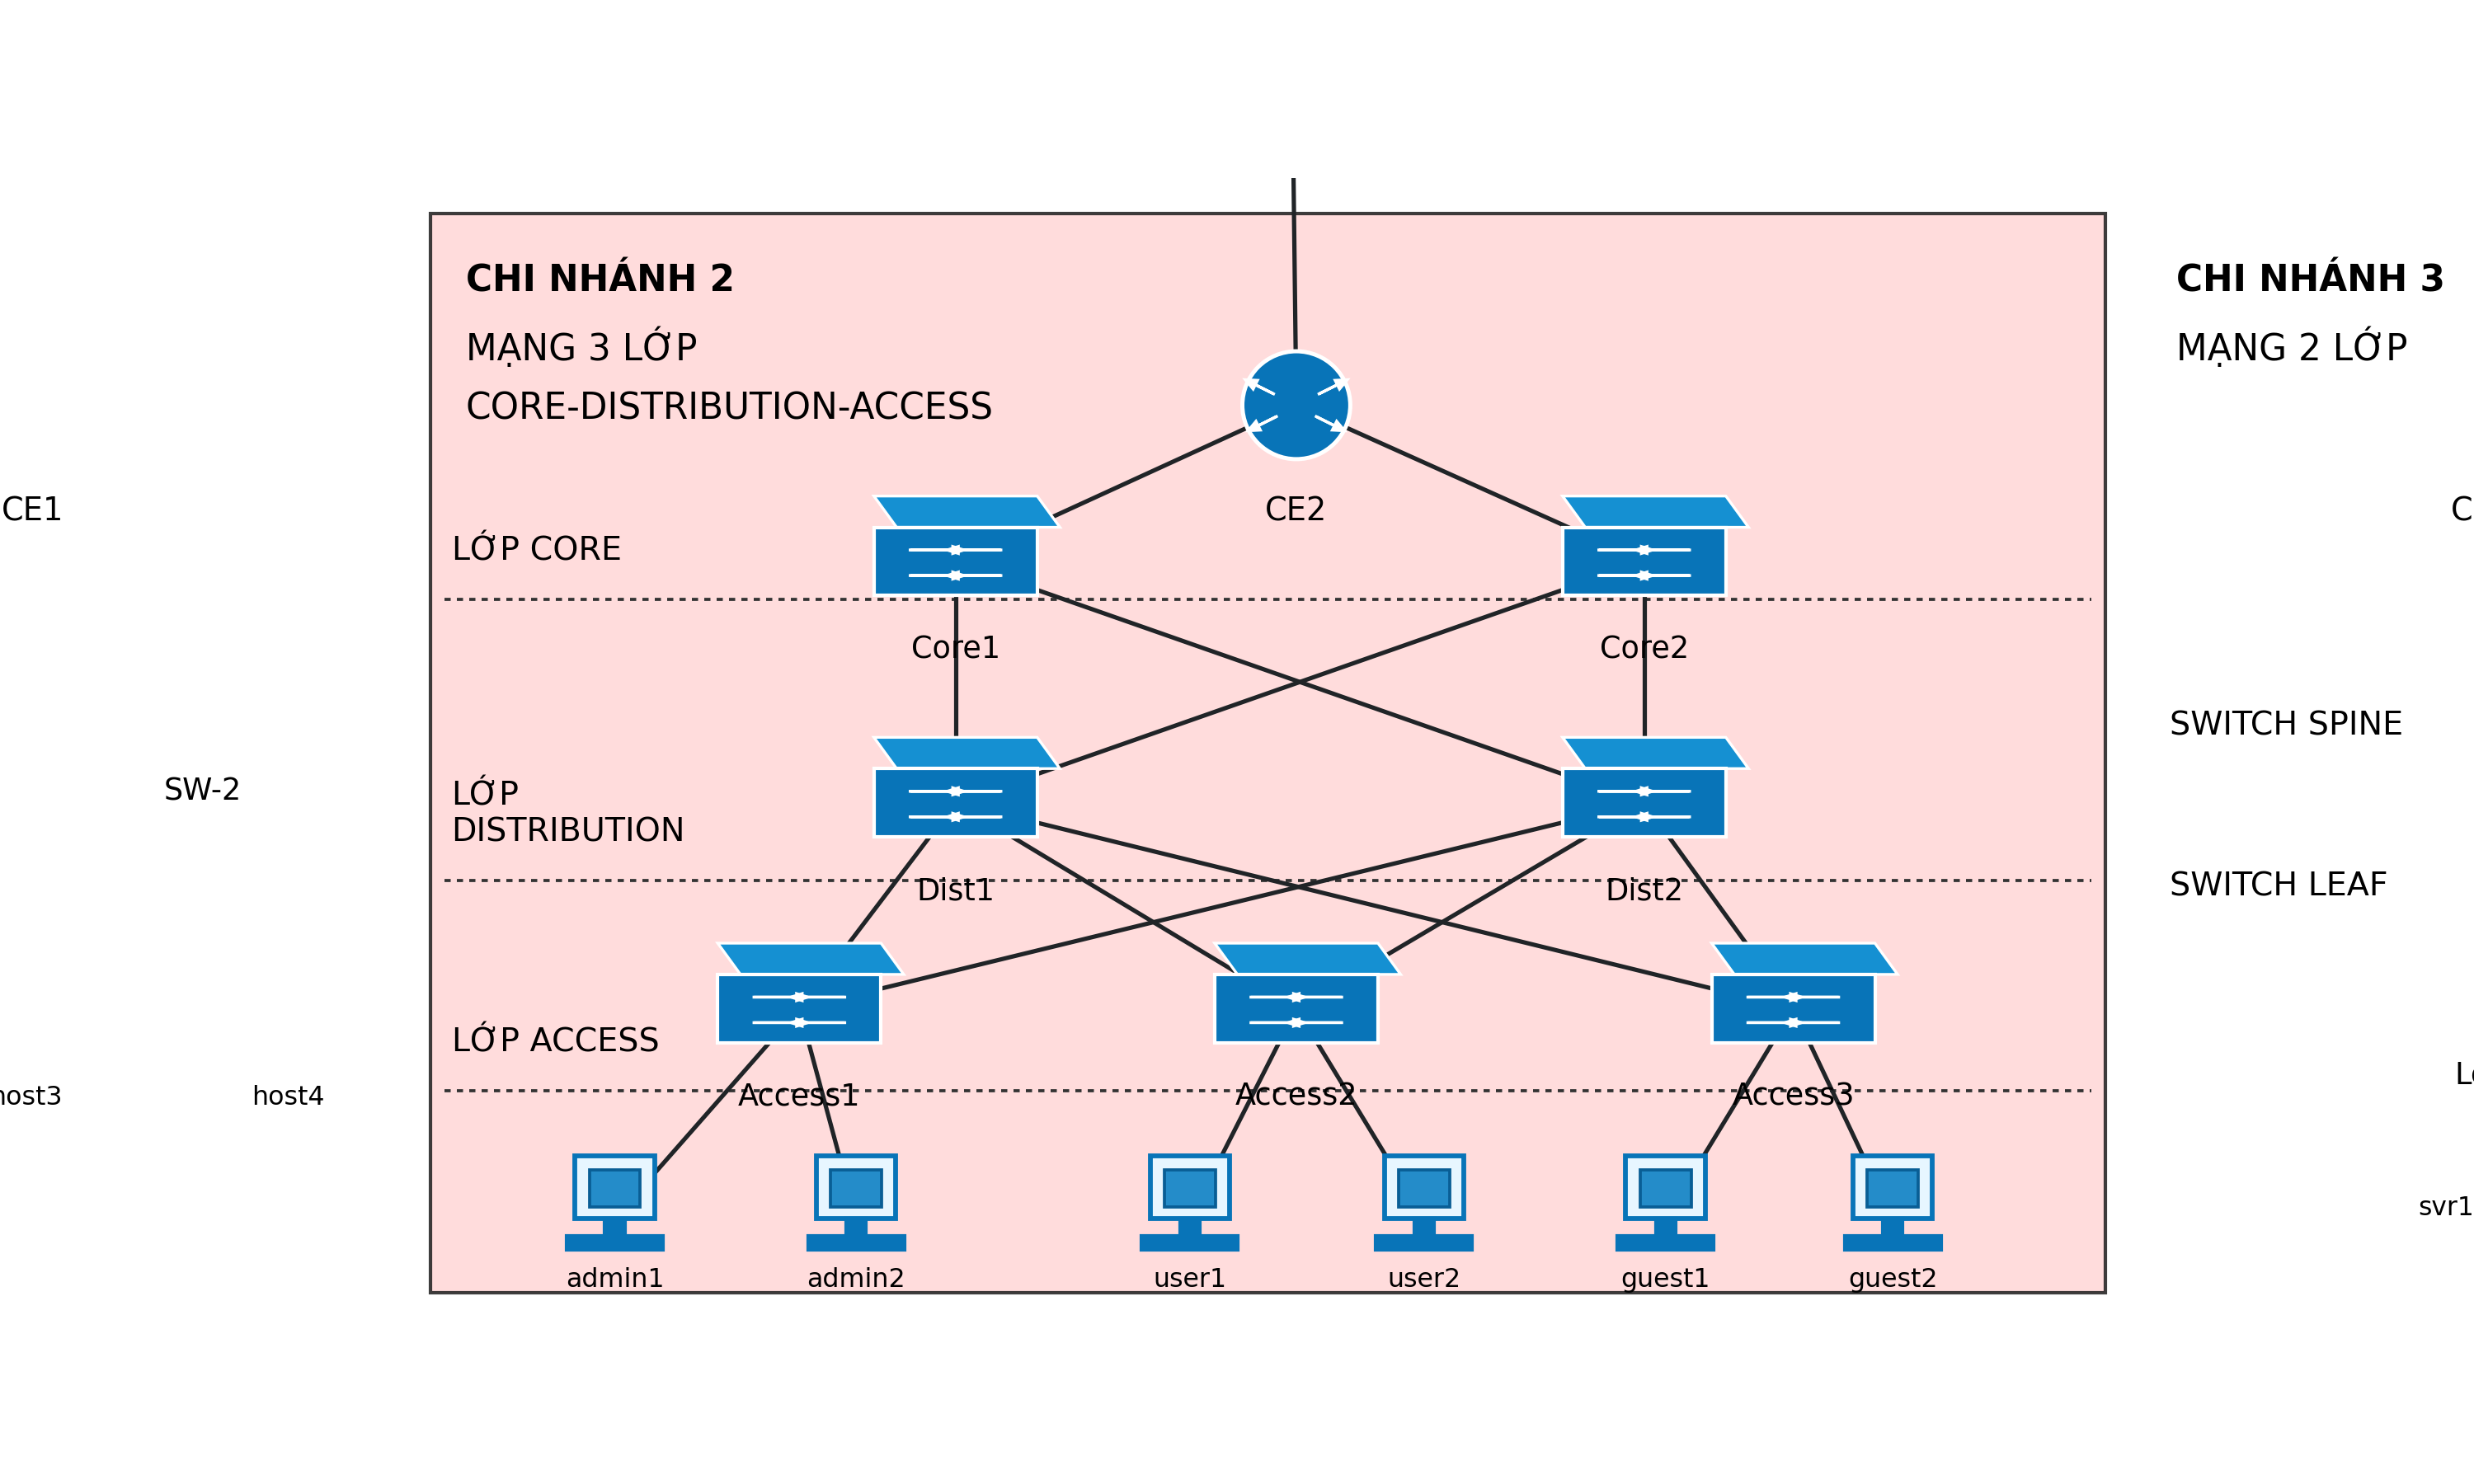 CHI NHÁNH 2
CHI NHÁNH 3
MẠNG 3 LỚP
MẠNG 2 LỚP
CORE-DISTRIBUTION-ACCESS
CE1
CE2
LỚP CORE
Core1
Core2
SWITCH SPINE
SW-2
LỚP
DISTRIBUTION
Dist1
Dist2
SWITCH LEAF
LỚP ACCESS
host3
host4
Access1
Access2
Access3
svr1
admin1
admin2
user1
user2
guest1
guest2